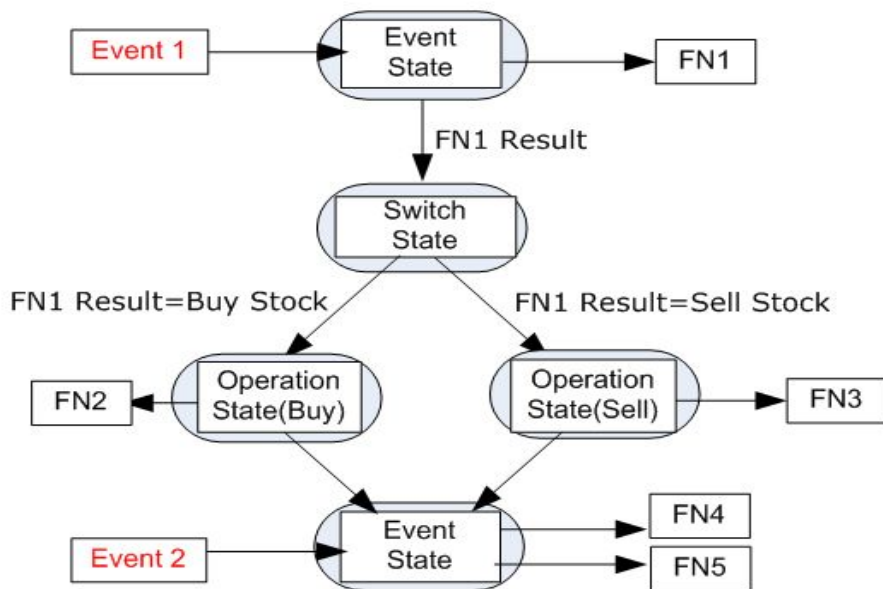 Event 1
Event
State
FN1
FN1 Result
Switch
State
FN1 Result=Buy Stock
FN1 Result=Sell Stock
FN2
Operation
State(Buy)
Operation
State(Sell)
FN3
Event 2
Event
State
FN4
FN5